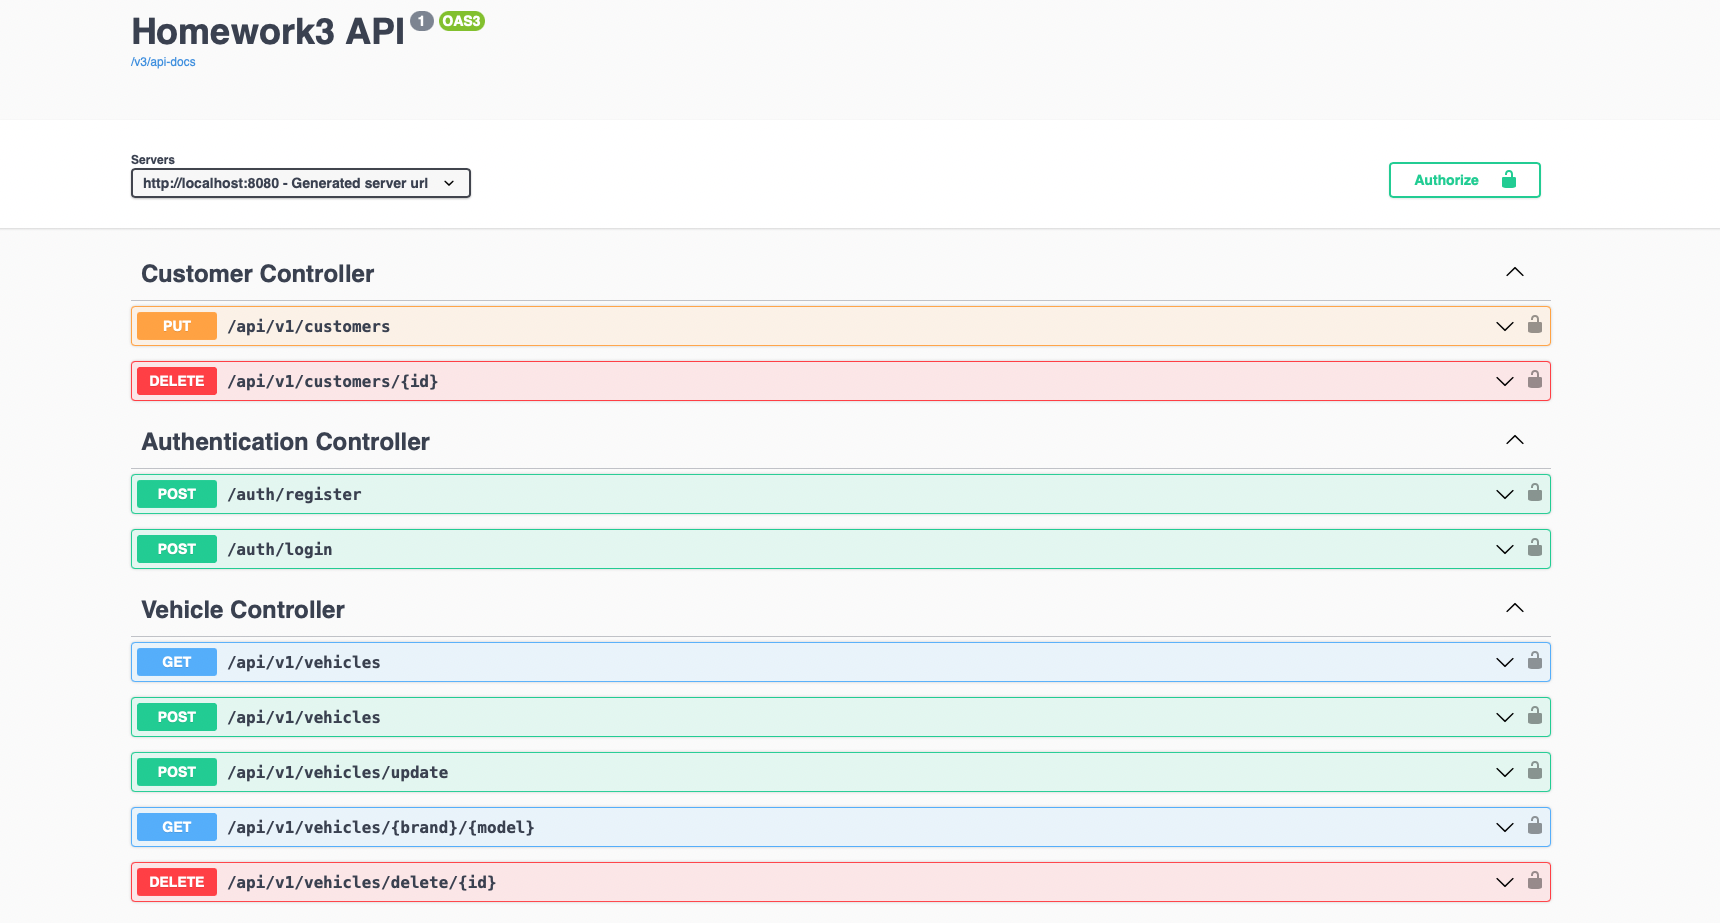 Homework3 API 1 OAS3
/v3/api-docs
Servers
http://localhost:8080 - Generated server url
Authorize
Customer Controller
PUT /api/v1/customers
DELETE /api/v1/customers/{id}
Authentication Controller
POST /auth/register
POST /auth/login
Vehicle Controller
GET /api/v1/vehicles
POST /api/v1/vehicles
POST /api/v1/vehicles/update
GET /api/v1/vehicles/{brand}/{model}
DELETE /api/v1/vehicles/delete/{id}